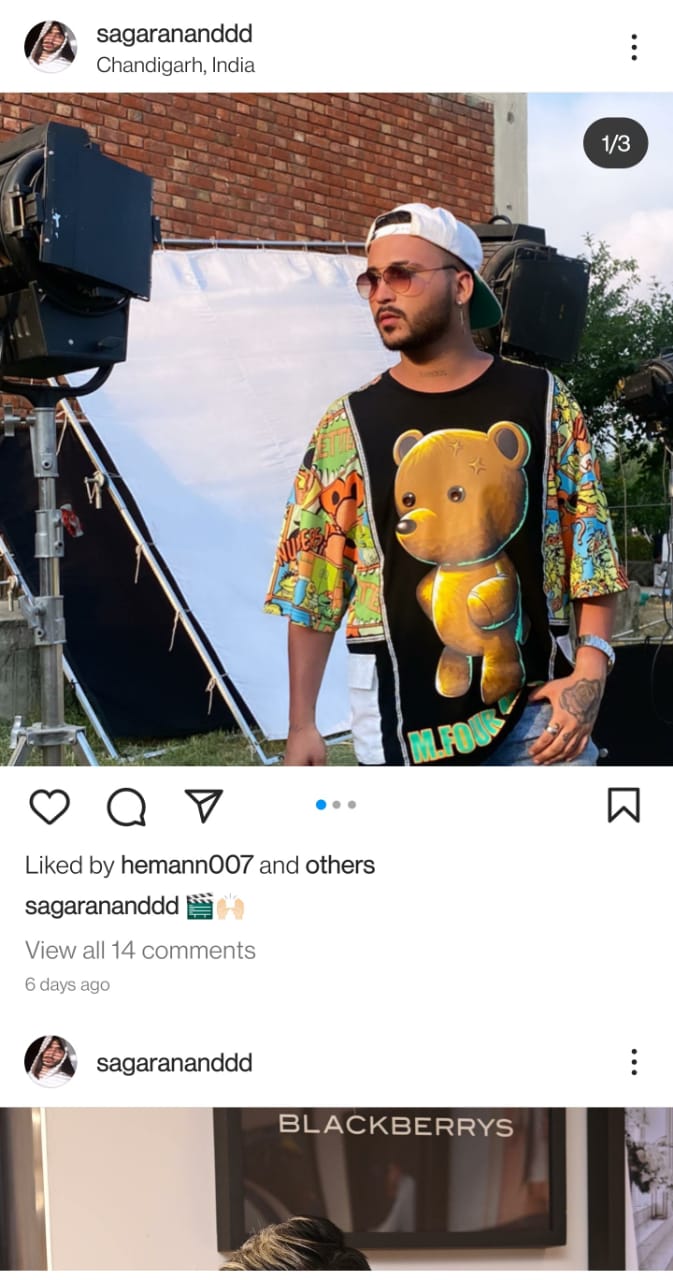 sagarananddd
Chandigarh, India
1/3
M.FOUR
Liked by hemann007 and others
sagarananddd 🎬🙌🏻
View all 14 comments
6 days ago
sagarananddd
BLACKBERRYS